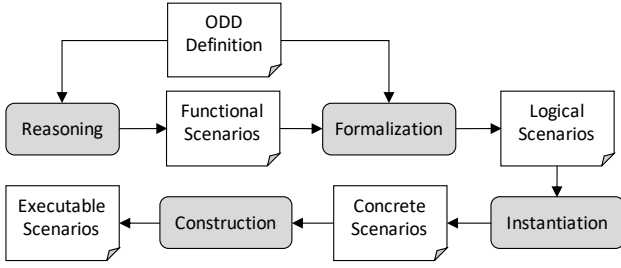 ODD
Definition
Reasoning
Functional
Scenarios
Formalization
Logical
Scenarios
Executable
Scenarios
Construction
Concrete
Scenarios
Instantiation